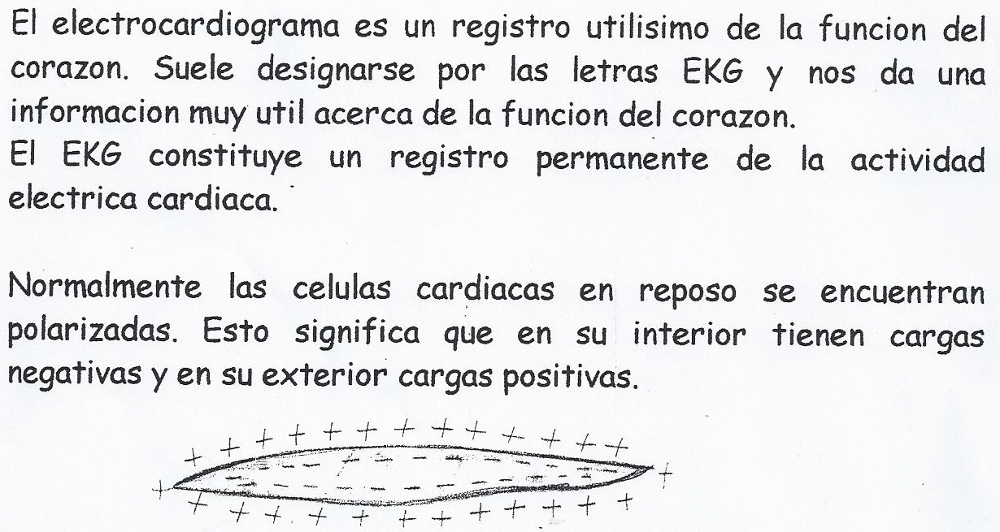 El electrocardiograma es un registro utilisimo de la funcion del
corazon. Suele designarse por las letras EKG y nos da una
informacion muy util acerca de la funcion del corazon.
El EKG constituye un registro permanente de la actividad
electrica cardiaca.
Normalmente las celulas cardiacas en reposo se encuentran
polarizadas. Esto significa que en su interior tienen cargas
negativas y en su exterior cargas positivas.